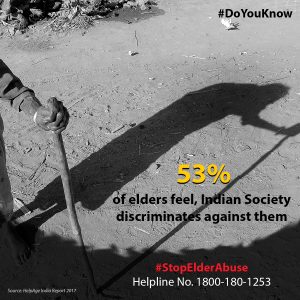 #DoYouKnow
53%
of elders feel, Indian Society
discriminates against them
#StopElderAbuse
Helpline No. 1800-180-1253
Source: HelpAge India Report 2017